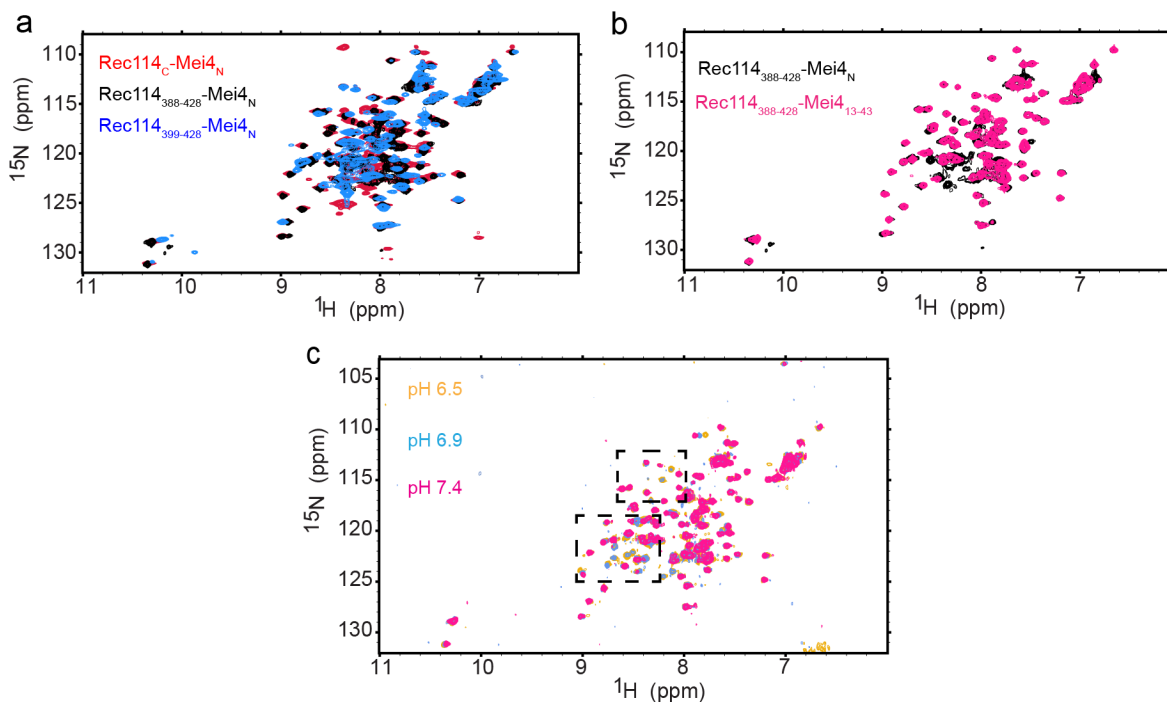 a
110
115
120
125
130
15N (ppm)
Rec114C-Mei4N
Rec114388-428-Mei4N
Rec114399-428-Mei4N
11
10
9
8
7
1H (ppm)
b
110
115
120
125
130
15N (ppm)
Rec114388-428-Mei4N
Rec114388-428-Mei413-43
11
10
9
8
7
1H (ppm)
c
105
110
115
120
125
130
15N (ppm)
pH 6.5
pH 6.9
pH 7.4
11
10
9
8
7
1H (ppm)